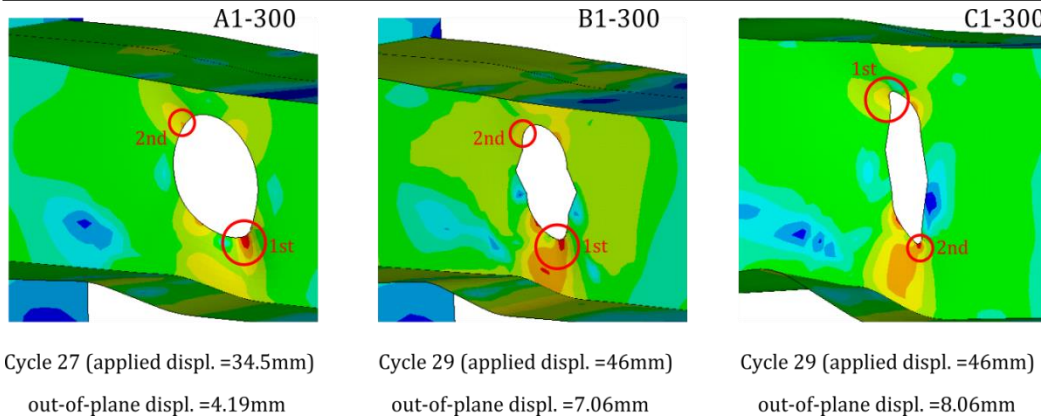 A1-300
B1-300
C1-300
2nd
1st
2nd
1st
1st
2nd
Cycle 27 (applied displ. =34.5mm)
out-of-plane displ. =4.19mm
Cycle 29 (applied displ. =46mm)
out-of-plane displ. =7.06mm
Cycle 29 (applied displ. =46mm)
out-of-plane displ. =8.06mm